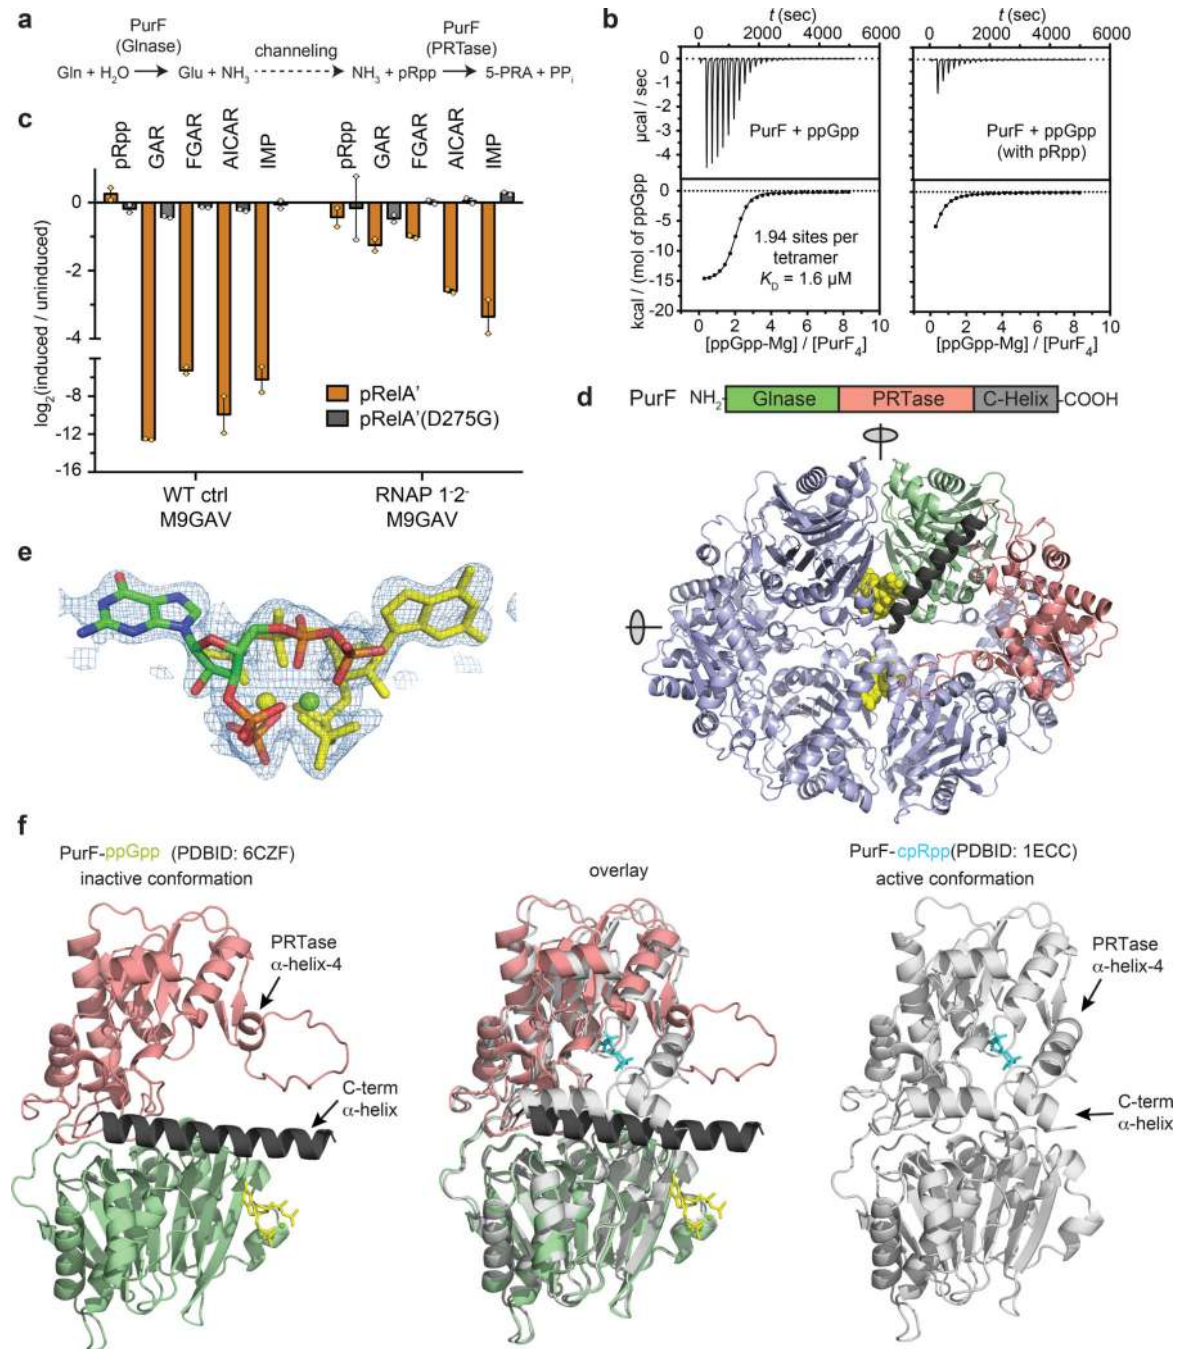 a
PurF
(Glnase)
channeling
PurF
(PRTase)
Gln + H₂O
Glu + NH₃
NH₃ + pRpp
5-PRA + PPᵢ
b
t (sec)
0 2000 4000 6000
t (sec)
0 2000 4000 6000
µcal / sec
0
-1
-2
-3
-4
PurF + ppGpp
PurF + ppGpp
(with pRpp)
kcal / (mol of ppGpp)
0
-5
-10
-15
-20
1.94 sites per
tetramer
K_D = 1.6 µM
0 2 4 6 8 10
[ppGpp-Mg] / [PurF₄]
0 2 4 6 8 10
[ppGpp-Mg] / [PurF₄]
c
pRpp
GAR
FGAR
AICAR
IMP
pRpp
GAR
FGAR
AICAR
IMP
log₂(induced / uninduced)
0
-2
-4
-8
-12
-16
pRelA'
pRelA'(D275G)
WT ctrl
M9GAV
RNAP 1⁻2⁻
M9GAV
d
PurF NH₂- Glnase PRTase C-Helix -COOH
e
f
PurF-ppGpp (PDBID: 6CZF)
inactive conformation
overlay
PurF-cpRpp(PDBID: 1ECC)
active conformation
PRTase
α-helix-4
C-term
α-helix
PRTase
α-helix-4
C-term
α-helix